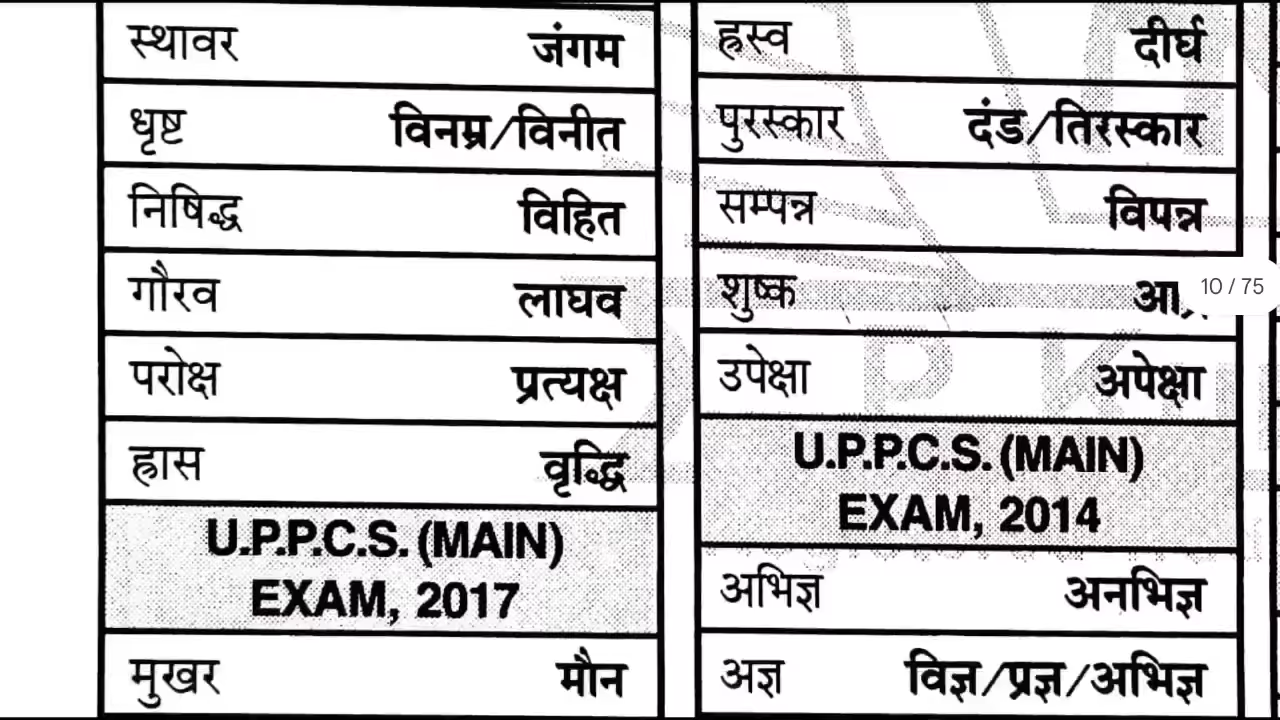 स्थावर जंगम
धृष्ट विनम्र/विनीत
निषिद्ध विहित
गौरव लाघव
परोक्ष प्रत्यक्ष
ह्रास वृद्धि
U.P.P.C.S. (MAIN)
EXAM, 2017
मुखर मौन
ह्रस्व दीर्घ
पुरस्कार दंड/तिरस्कार
सम्पन्न विपन्न
शुष्क
10 / 75
उपेक्षा अपेक्षा
U.P.P.C.S. (MAIN)
EXAM, 2014
अभिज्ञ अनभिज्ञ
अज्ञ विज्ञ/प्रज्ञ/अभिज्ञ